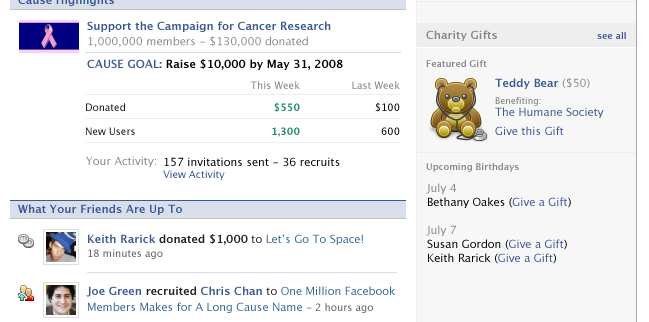 Cause Highlights
Support the Campaign for Cancer Research
1,000,000 members – $130,000 donated
CAUSE GOAL: Raise $10,000 by May 31, 2008
This Week Last Week
Donated $550 $100
New Users 1,300 600
Your Activity: 157 invitations sent – 36 recruits
View Activity
What Your Friends Are Up To
Keith Rarick donated $1,000 to Let's Go To Space!
18 minutes ago
Joe Green recruited Chris Chan to One Million Facebook
Members Makes for A Long Cause Name – 2 hours ago
Charity Gifts see all
Featured Gift
Teddy Bear ($50)
Benefiting:
The Humane Society
Give this Gift
Upcoming Birthdays
July 4
Bethany Oakes (Give a Gift)
July 7
Susan Gordon (Give a Gift)
Keith Rarick (Give a Gift)